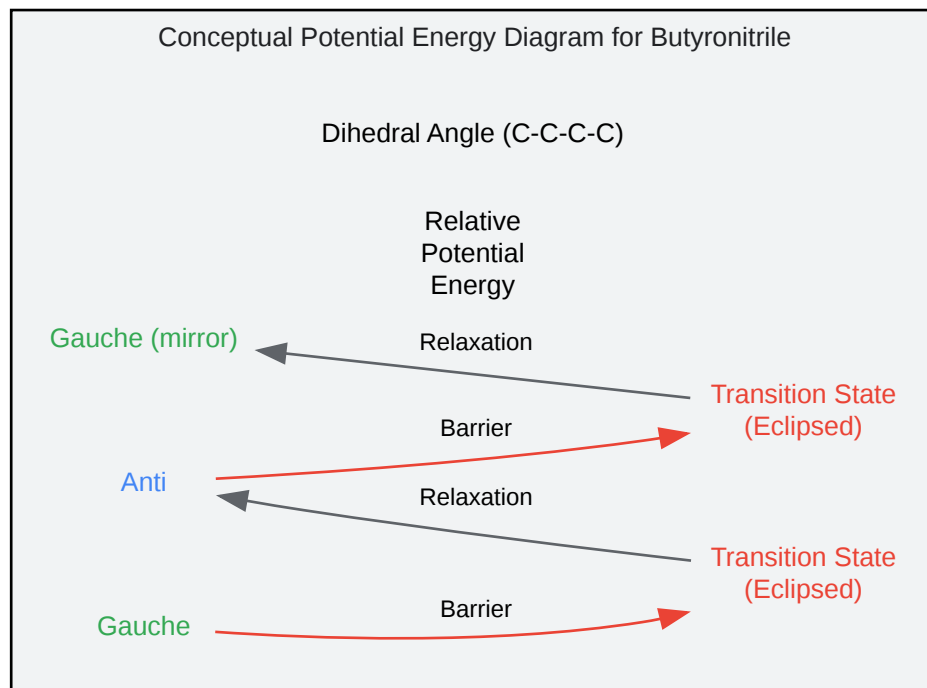 Conceptual Potential Energy Diagram for Butyronitrile
Dihedral Angle (C-C-C-C)
Relative
Potential
Energy
Gauche (mirror)
Relaxation
Transition State
(Eclipsed)
Barrier
Anti
Relaxation
Transition State
(Eclipsed)
Barrier
Gauche